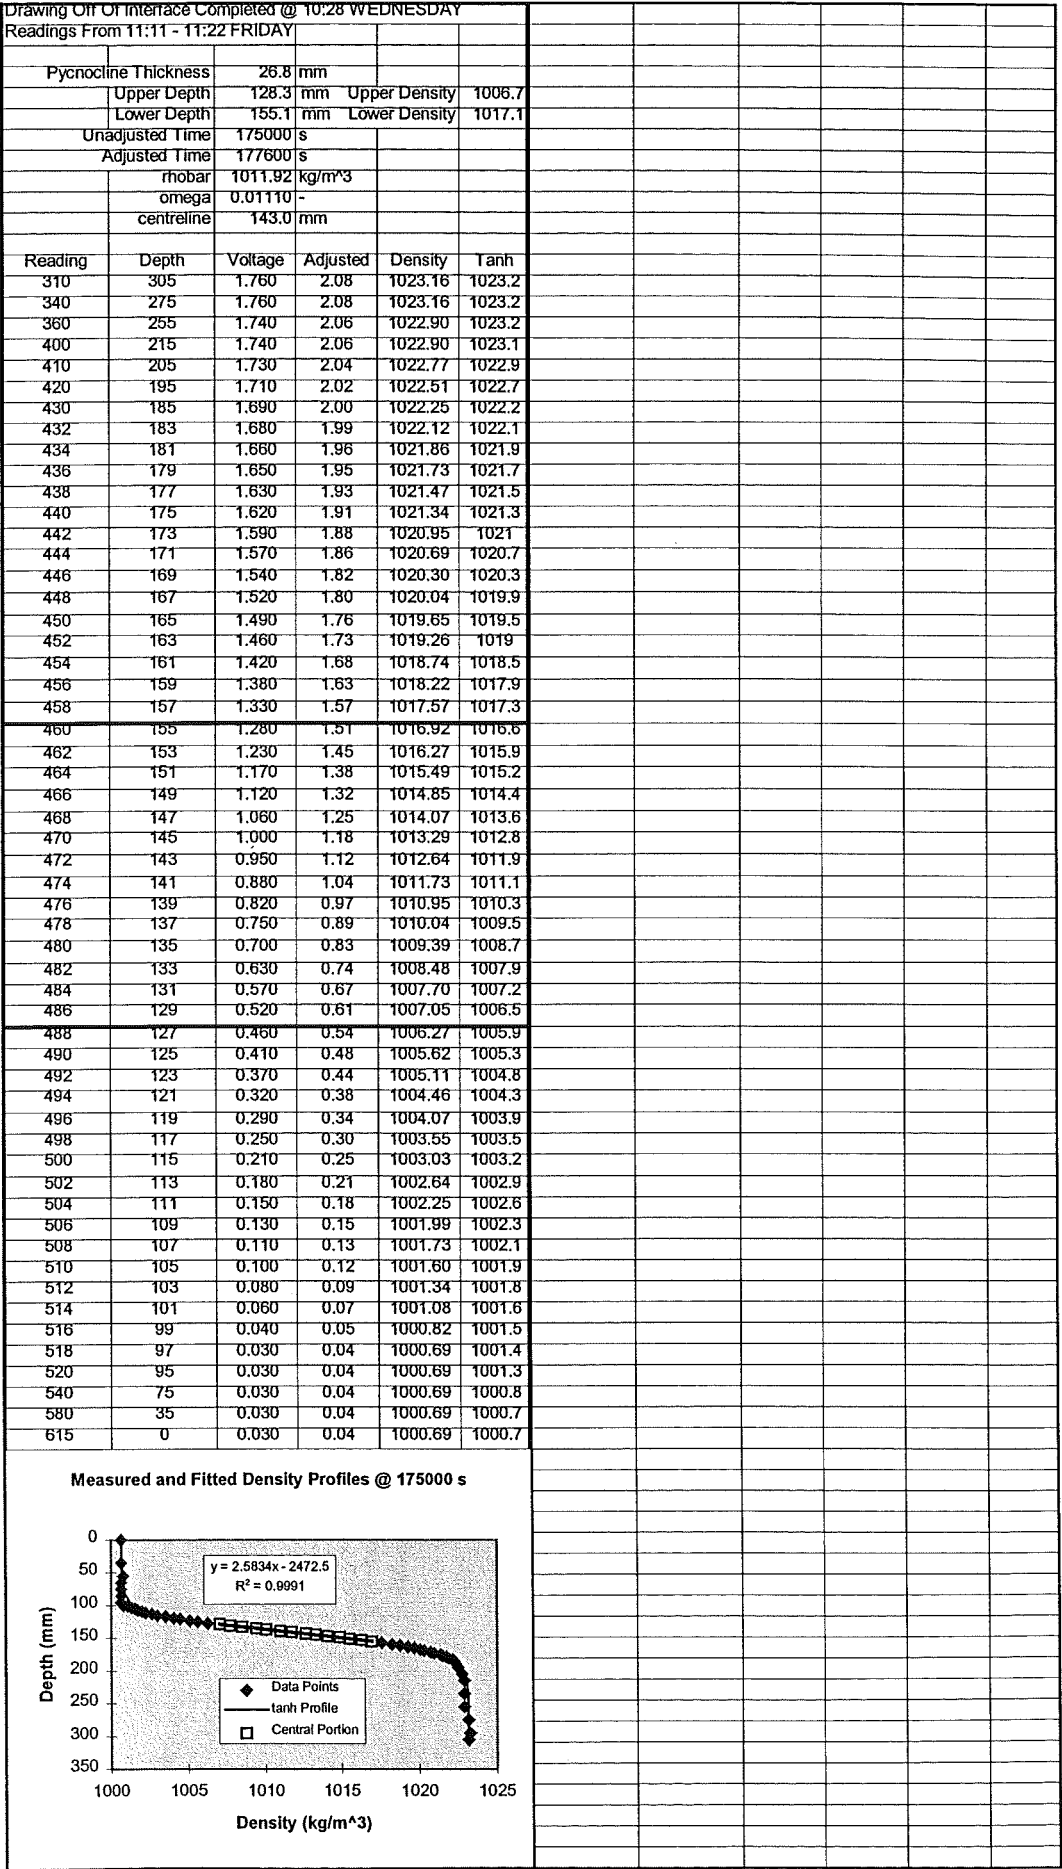 Drawing Off Of Interface Completed @ 10:28 WEDNESDAY
Readings From 11:11 - 11:22 FRIDAY
Pycnocline Thickness 26.8 mm
Upper Depth 128.3 mm Upper Density 1006.7
Lower Depth 155.1 mm Lower Density 1017.1
Unadjusted Time 175000 s
Adjusted Time 177600 s
rhobar 1011.92 kg/m^3
omega 0.01110 -
centreline 143.0 mm
Reading Depth Voltage Adjusted Density Tanh
310 305 1.760 2.08 1023.16 1023.2
340 275 1.760 2.08 1023.16 1023.2
360 255 1.740 2.06 1022.90 1023.2
400 215 1.740 2.06 1022.90 1023.1
410 205 1.730 2.04 1022.77 1022.9
420 195 1.710 2.02 1022.51 1022.7
430 185 1.690 2.00 1022.25 1022.2
432 183 1.680 1.99 1022.12 1022.1
434 181 1.660 1.96 1021.86 1021.9
436 179 1.650 1.95 1021.73 1021.7
438 177 1.630 1.93 1021.47 1021.5
440 175 1.620 1.91 1021.34 1021.3
442 173 1.590 1.88 1020.95 1021
444 171 1.570 1.86 1020.69 1020.7
446 169 1.540 1.82 1020.30 1020.3
448 167 1.520 1.80 1020.04 1019.9
450 165 1.490 1.76 1019.65 1019.5
452 163 1.460 1.73 1019.26 1019
454 161 1.420 1.68 1018.74 1018.5
456 159 1.380 1.63 1018.22 1017.9
458 157 1.330 1.57 1017.57 1017.3
460 155 1.280 1.51 1016.92 1016.6
462 153 1.230 1.45 1016.27 1015.9
464 151 1.170 1.38 1015.49 1015.2
466 149 1.120 1.32 1014.85 1014.4
468 147 1.060 1.25 1014.07 1013.6
470 145 1.000 1.18 1013.29 1012.8
472 143 0.950 1.12 1012.64 1011.9
474 141 0.880 1.04 1011.73 1011.1
476 139 0.820 0.97 1010.95 1010.3
478 137 0.750 0.89 1010.04 1009.5
480 135 0.700 0.83 1009.39 1008.7
482 133 0.630 0.74 1008.48 1007.9
484 131 0.570 0.67 1007.70 1007.2
486 129 0.520 0.61 1007.05 1006.5
488 127 0.460 0.54 1006.27 1005.9
490 125 0.410 0.48 1005.62 1005.3
492 123 0.370 0.44 1005.11 1004.8
494 121 0.320 0.38 1004.46 1004.3
496 119 0.290 0.34 1004.07 1003.9
498 117 0.250 0.30 1003.55 1003.5
500 115 0.210 0.25 1003.03 1003.2
502 113 0.180 0.21 1002.64 1002.9
504 111 0.150 0.18 1002.25 1002.6
506 109 0.130 0.15 1001.99 1002.3
508 107 0.110 0.13 1001.73 1002.1
510 105 0.100 0.12 1001.60 1001.9
512 103 0.080 0.09 1001.34 1001.8
514 101 0.060 0.07 1001.08 1001.6
516 99 0.040 0.05 1000.82 1001.5
518 97 0.030 0.04 1000.69 1001.4
520 95 0.030 0.04 1000.69 1001.3
540 75 0.030 0.04 1000.69 1000.8
580 35 0.030 0.04 1000.69 1000.7
615 0 0.030 0.04 1000.69 1000.7
Measured and Fitted Density Profiles @ 175000 s
y = 2.5834x - 2472.5
R² = 0.9991
Depth (mm)
0
50
100
150
200
250
300
350
Data Points
tanh Profile
Central Portion
1000 1005 1010 1015 1020 1025
Density (kg/m^3)